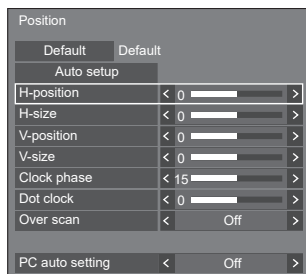 Position
Default Default
Auto setup
H-position < 0 >
H-size < 0 >
V-position < 0 >
V-size < 0 >
Clock phase < 15 >
Dot clock < 0 >
Over scan < Off >
PC auto setting < Off >